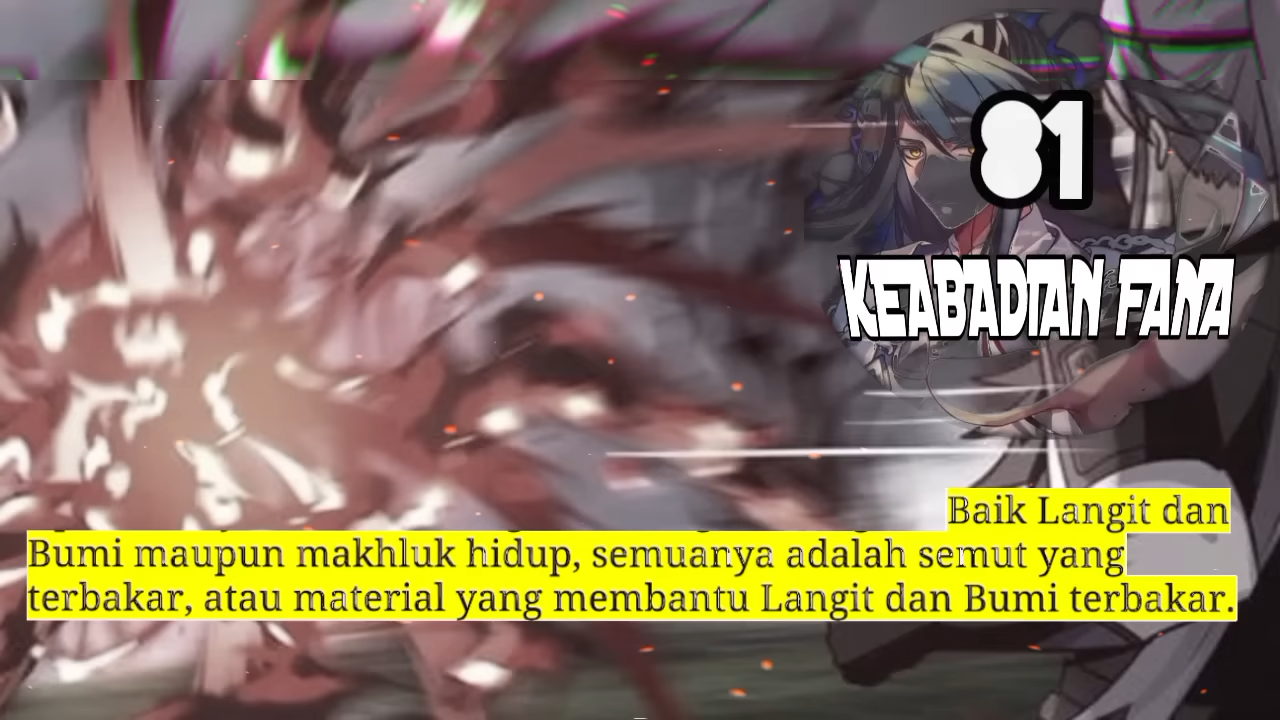 81
KEABADIAN FANA
Baik Langit dan
Bumi maupun makhluk hidup, semuanya adalah semut yang
terbakar, atau material yang membantu Langit dan Bumi terbakar.